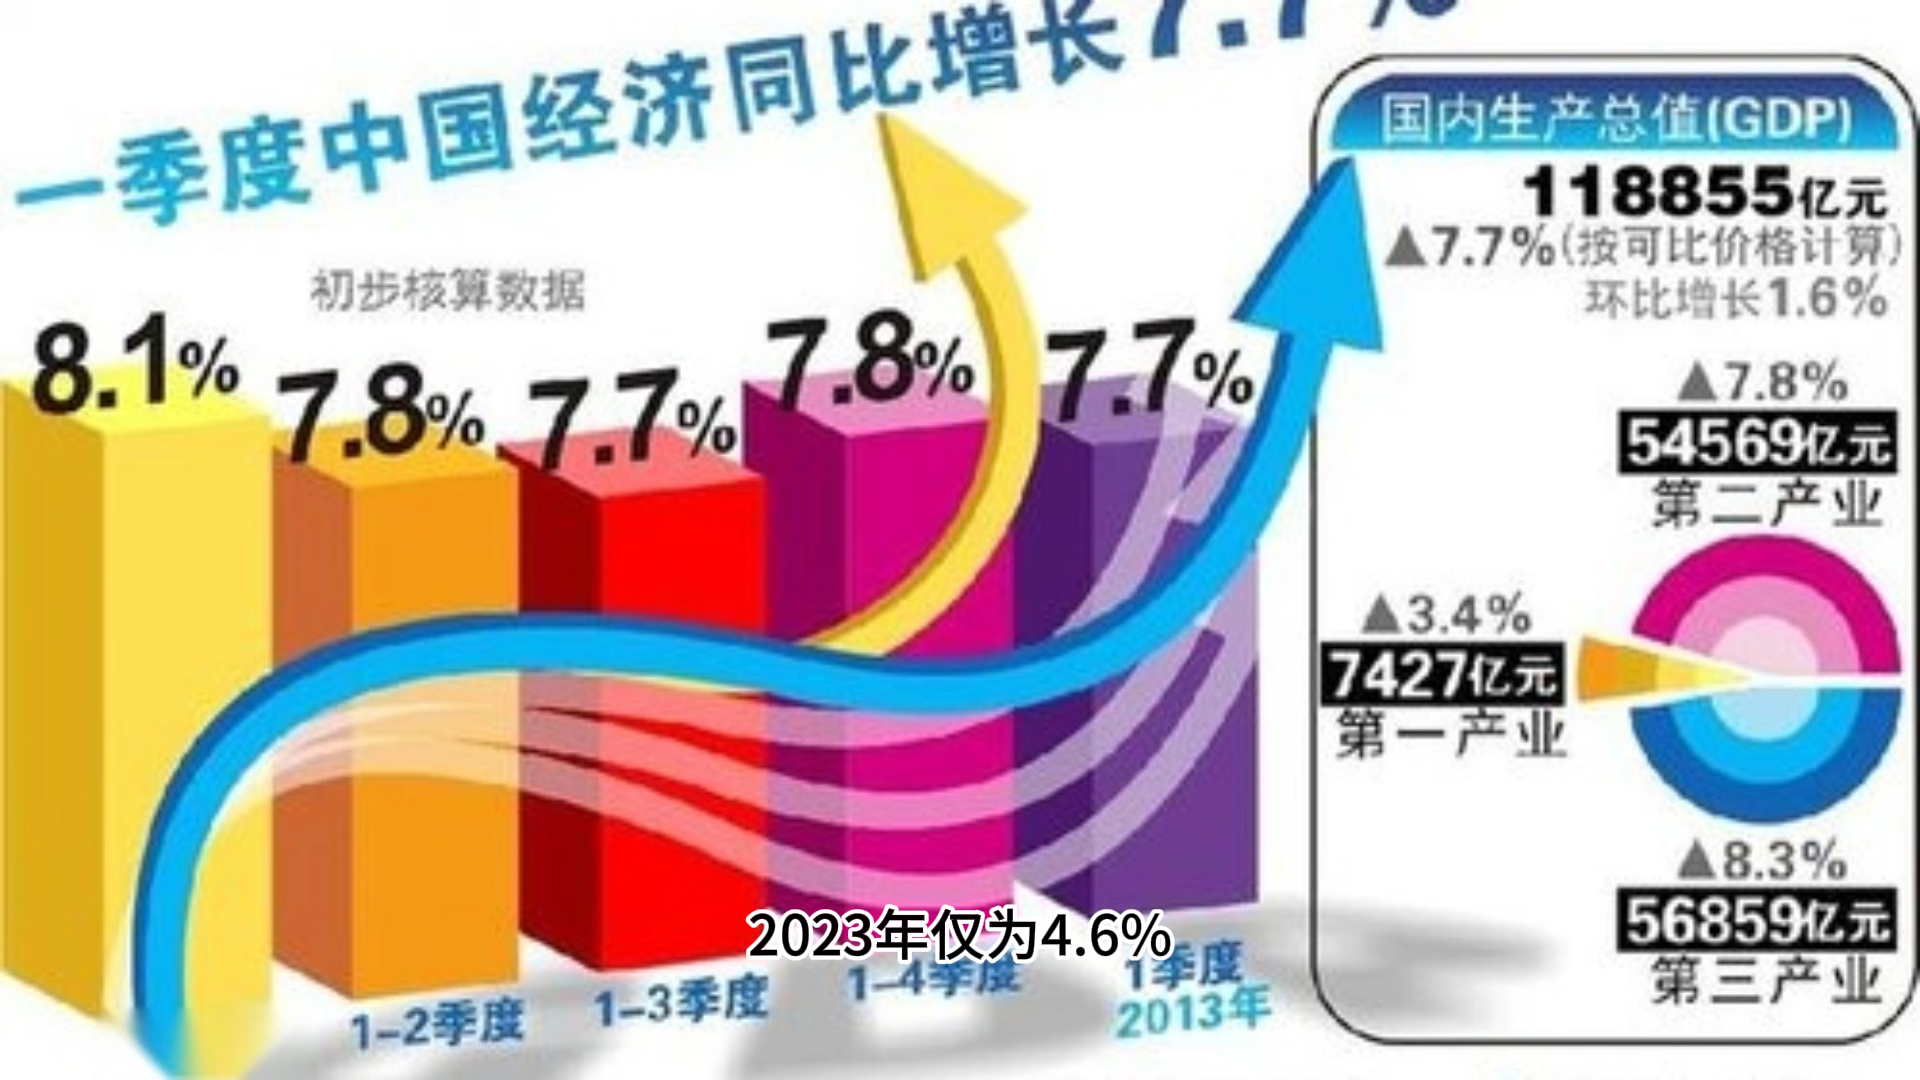 一季度中国经济同比增长7.7%
初步核算数据
8.1%
7.8%
7.7%
7.8%
7.7%
1-2季度
1-3季度
1-4季度
1季度
2013年
国内生产总值(GDP)
118855亿元
▲7.7%(按可比价格计算)
环比增长1.6%
▲7.8%
54569亿元
第二产业
▲3.4%
7427亿元
第一产业
▲8.3%
56859亿元
第三产业
2023年仅为4.6%